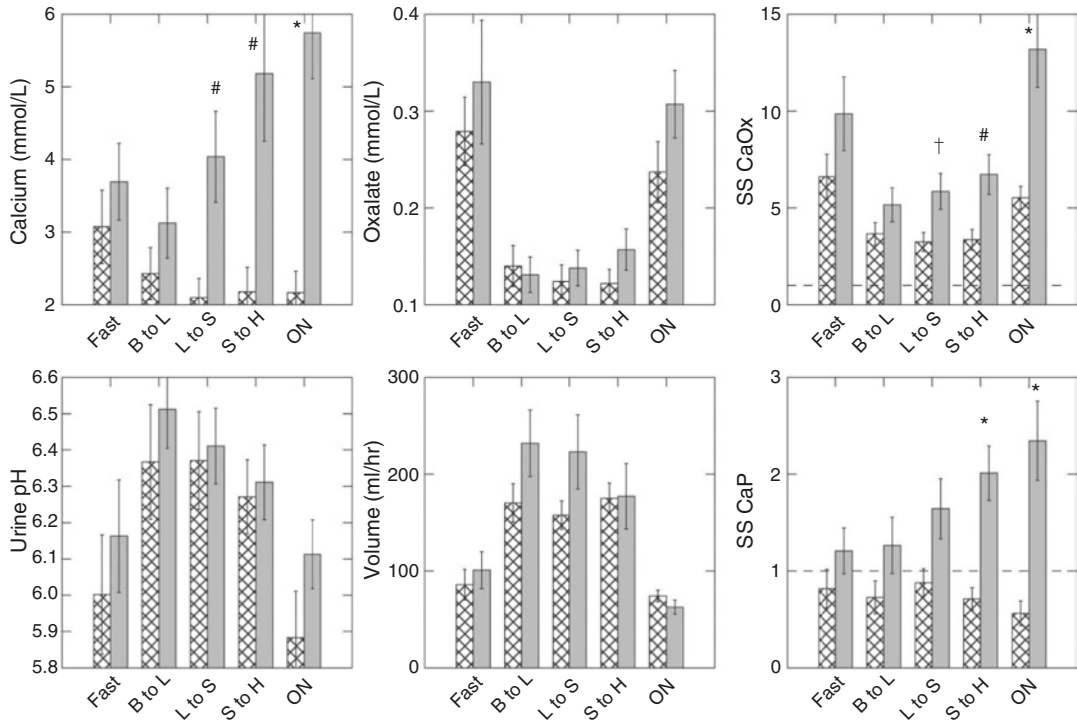 Calcium (mmol/L)
6
5
4
3
2
#
#
*
Fast
B to L
L to S
S to H
ON
Oxalate (mmol/L)
0.4
0.3
0.2
0.1
Fast
B to L
L to S
S to H
ON
SS CaOx
15
10
5
0
†
#
*
Fast
B to L
L to S
S to H
ON
Urine pH
6.6
6.5
6.4
6.3
6.2
6.1
6.0
5.9
5.8
Fast
B to L
L to S
S to H
ON
Volume (ml/hr)
300
200
100
0
Fast
B to L
L to S
S to H
ON
SS CaP
3
2
1
0
*
*
Fast
B to L
L to S
S to H
ON